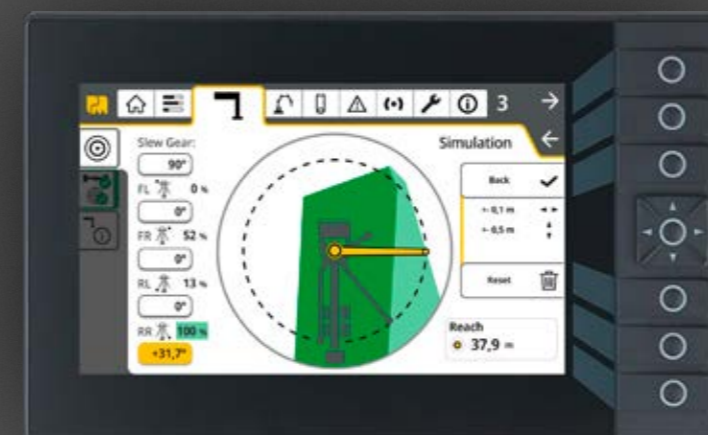 3
Slew Gear:
90°
FL 0 %
0°
FR 52 %
0°
RL 13 %
0°
RR 100 %
+31,7°
Simulation
Back
+- 0,1 m
+- 0,5 m
Reset
Reach
37,9 m